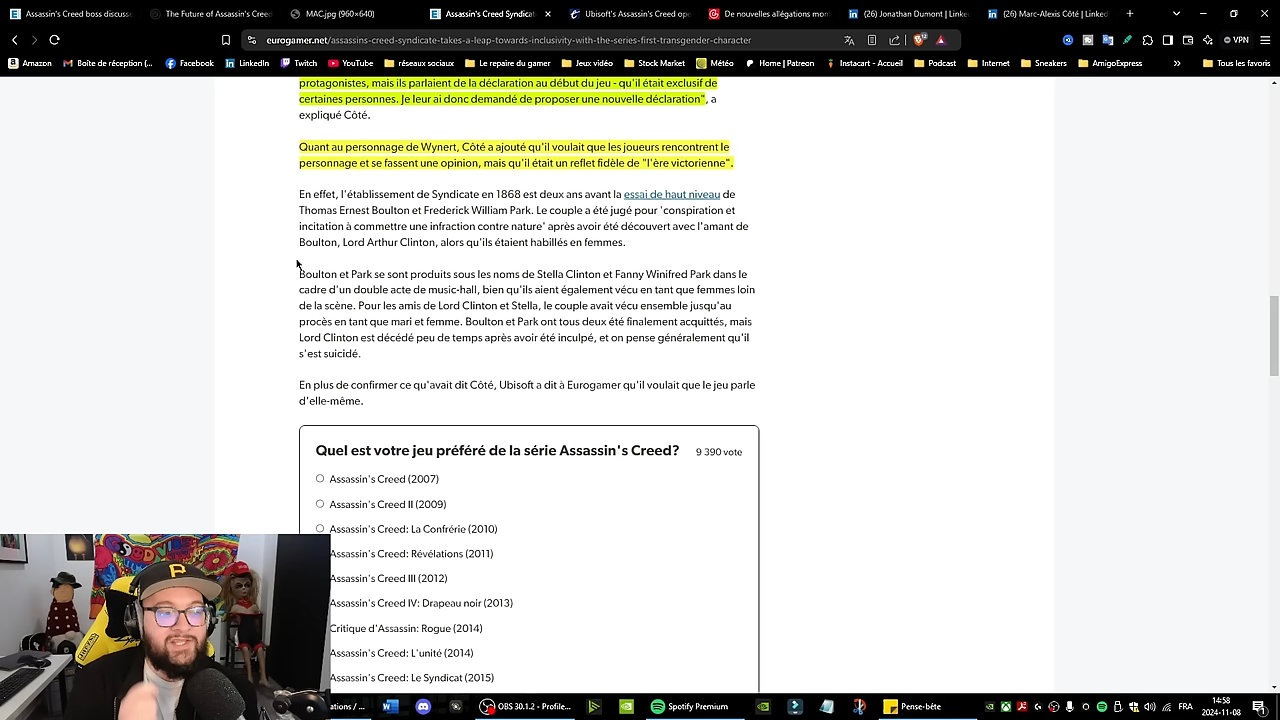 Assassin's Creed boss discuss
The Future of Assassin's Creed
MAC.jpg (960×640)
Assassin's Creed Syndicat
Ubisoft's Assassin's Creed ope
De nouvelles allégations mon
(26) Jonathan Dumont | Linke
(26) Marc-Alexis Côté | Linked
eurogamer.net/assassins-creed-syndicate-takes-a-leap-towards-inclusivity-with-the-series-first-transgender-character
VPN
Amazon
Boîte de réception (...
Facebook
LinkedIn
Twitch
YouTube
réseaux sociaux
Jeux vidéo
Le repaire du gamer
Outils
Stock Market
Météo
Home | Patreon
Instacart - Accueil
Podcast
Internet
Sneakers
AmigoExpress
Tous les favoris
protagonistes, mais ils parlaient de la déclaration au début du jeu - qu'il était exclusif de
certaines personnes. Je leur ai donc demandé de proposer une nouvelle déclaration", a
expliqué Côté.
Quant au personnage de Wynert, Côté a ajouté qu'il voulait que les joueurs rencontrent le
personnage et se fassent une opinion, mais qu'il était un reflet fidèle de "l'ère victorienne".
En effet, l'établissement de Syndicate en 1868 est deux ans avant la essai de haut niveau de
Thomas Ernest Boulton et Frederick William Park. Le couple a été jugé pour 'conspiration et
incitation à commettre une infraction contre nature' après avoir été découvert avec l'amant de
Boulton, Lord Arthur Clinton, alors qu'ils étaient habillés en femmes.
Boulton et Park se sont produits sous les noms de Stella Clinton et Fanny Winifred Park dans le
cadre d'un double acte de music-hall, bien qu'ils aient également vécu en tant que femmes loin
de la scène. Pour les amis de Lord Clinton et Stella, le couple avait vécu ensemble jusqu'au
procès en tant que mari et femme. Boulton et Park ont tous deux été finalement acquittés, mais
Lord Clinton est décédé peu de temps après avoir été inculpé, et on pense généralement qu'il
s'est suicidé.
En plus de confirmer ce qu'avait dit Côté, Ubisoft a dit à Eurogamer qu'il voulait que le jeu parle
d'elle-même.
Quel est votre jeu préféré de la série Assassin's Creed?
9 390 vote
Assassin's Creed (2007)
Assassin's Creed II (2009)
Assassin's Creed: La Confrérie (2010)
Assassin's Creed: Révélations (2011)
Assassin's Creed III (2012)
Assassin's Creed IV: Drapeau noir (2013)
Critique d'Assassin: Rogue (2014)
Assassin's Creed: L'unité (2014)
Assassin's Creed: Le Syndicat (2015)
P
ations / ...
OBS 30.1.2 - Profile...
Spotify Premium
Pense-bête
FRA
14:58
2024-11-08